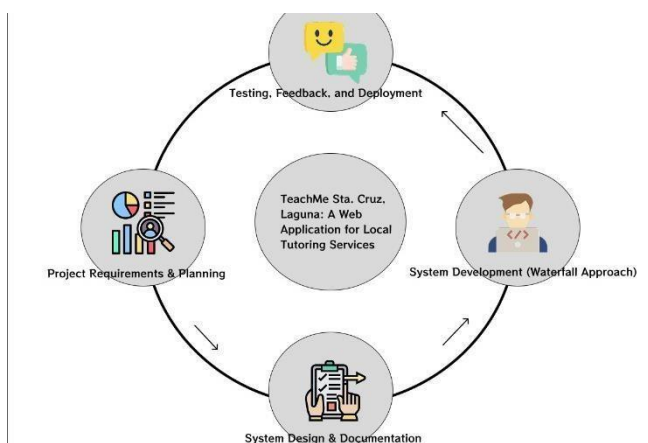 Testing, Feedback, and Deployment
TeachMe Sta. Cruz,
Laguna: A Web
Application for Local
Tutoring Services
Project Requirements & Planning
System Development (Waterfall Approach)
System Design & Documentation